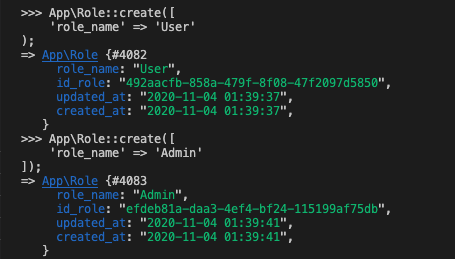 >>> App\Role::create([
'role_name' => 'User'
);
=> App\Role {#4082
role_name: "User",
id_role: "492aacfb-858a-479f-8f08-47f2097d5850",
updated_at: "2020-11-04 01:39:37",
created_at: "2020-11-04 01:39:37",
}
>>> App\Role::create([
'role_name' => 'Admin'
]);
=> App\Role {#4083
role_name: "Admin",
id_role: "efdeb81a-daa3-4ef4-bf24-115199af75db",
updated_at: "2020-11-04 01:39:41",
created_at: "2020-11-04 01:39:41",
}